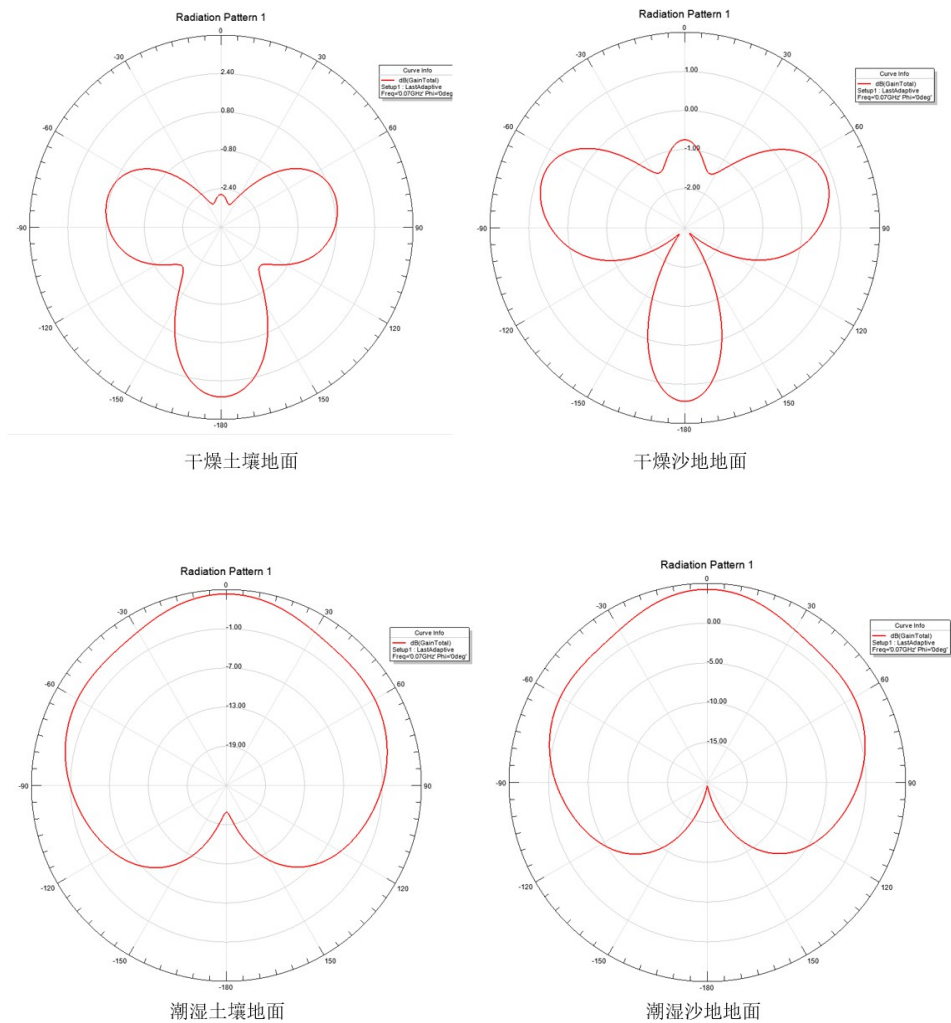 Radiation Pattern 1
0
-30
30
-60
60
-90
90
-120
120
-150
150
-180
2.40
0.80
-0.80
-2.40
Curve Info
dB(GainTotal)
Setup1 : LastAdaptive
Freq='0.07GHz' Phi='0deg'
干燥土壤地面
Radiation Pattern 1
0
-30
30
-60
60
-90
90
-120
120
-150
150
-180
1.00
0.00
-1.00
-2.00
Curve Info
dB(GainTotal)
Setup1 : LastAdaptive
Freq='0.07GHz' Phi='0deg'
干燥沙地地面
Radiation Pattern 1
0
-30
30
-60
60
-90
90
-120
120
-150
150
-180
-1.00
-7.00
-13.00
-19.00
Curve Info
dB(GainTotal)
Setup1 : LastAdaptive
Freq='0.07GHz' Phi='0deg'
潮湿土壤地面
Radiation Pattern 1
0
-30
30
-60
60
-90
90
-120
120
-150
150
-180
0.00
-5.00
-10.00
-15.00
Curve Info
dB(GainTotal)
Setup1 : LastAdaptive
Freq='0.07GHz' Phi='0deg'
潮湿沙地地面